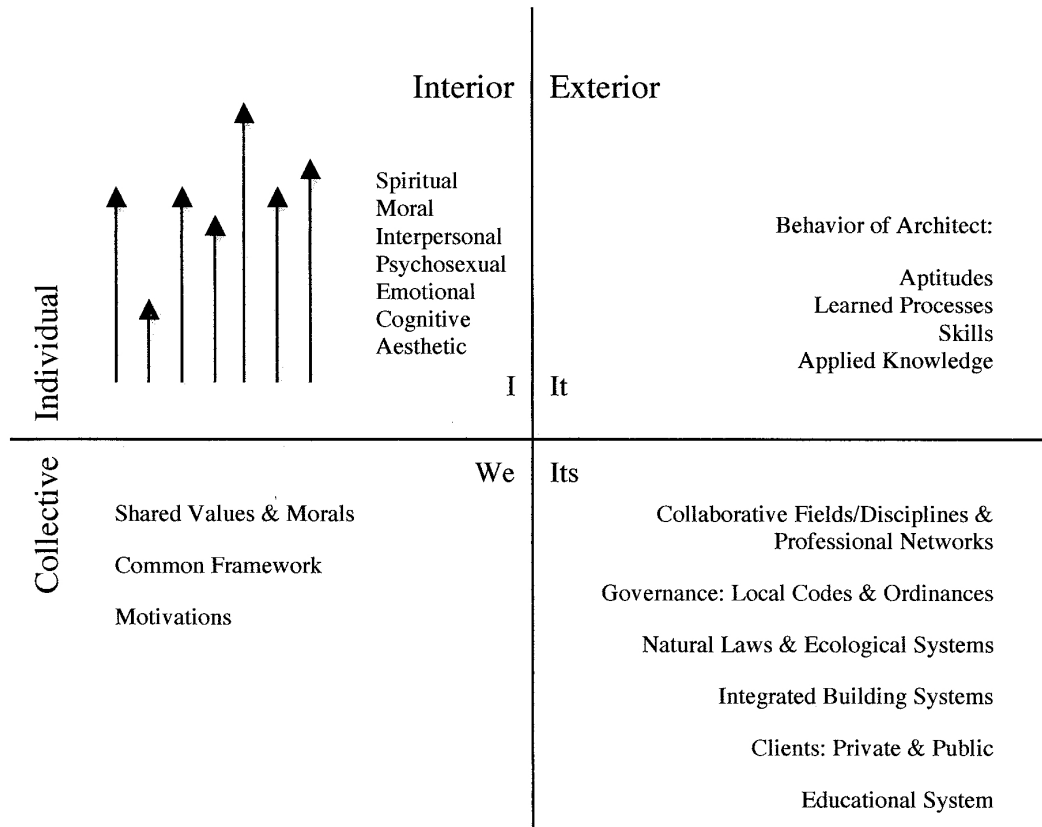 Interior
Exterior
Individual
Spiritual
Moral
Interpersonal
Psychosexual
Emotional
Cognitive
Aesthetic
I
Behavior of Architect:
Aptitudes
Learned Processes
Skills
Applied Knowledge
It
Collective
We
Shared Values & Morals
Common Framework
Motivations
Its
Collaborative Fields/Disciplines &
Professional Networks
Governance: Local Codes & Ordinances
Natural Laws & Ecological Systems
Integrated Building Systems
Clients: Private & Public
Educational System